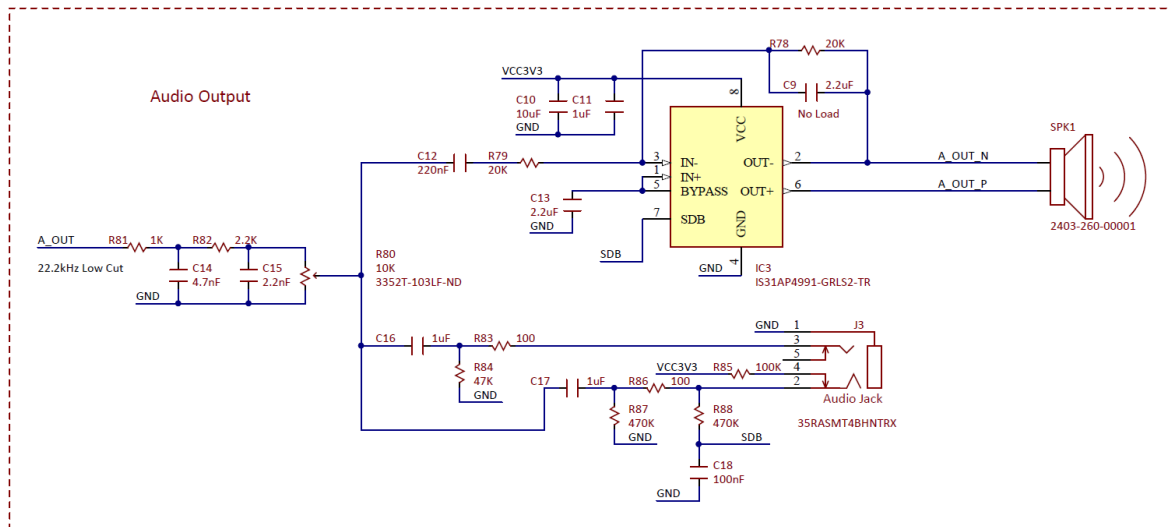 Audio Output
R78 20K
C9 2.2uF
No Load
VCC3V3
C10 10uF
C11 1uF
GND
8
VCC
C12 220nF
R79 20K
3 IN-
1 IN+
5 BYPASS
7 SDB
OUT- 2
OUT+ 6
GND
4
C13 2.2uF
GND
SDB
GND
IC3
IS31AP4991-GRLS2-TR
A_OUT_N
A_OUT_P
SPK1
2403-260-00001
A_OUT
R81 1K
R82 2.2K
22.2kHz Low Cut
C14 4.7nF
C15 2.2nF
GND
R80
10K
3352T-103LF-ND
C16 1uF
R83 100
R84
47K
GND
C17 1uF
R86 100
VCC3V3
R85 100K
R87
470K
GND
R88
470K
SDB
C18
100nF
GND
GND 1
3
5
4
2
J3
Audio Jack
35RASMT4BHNTRX